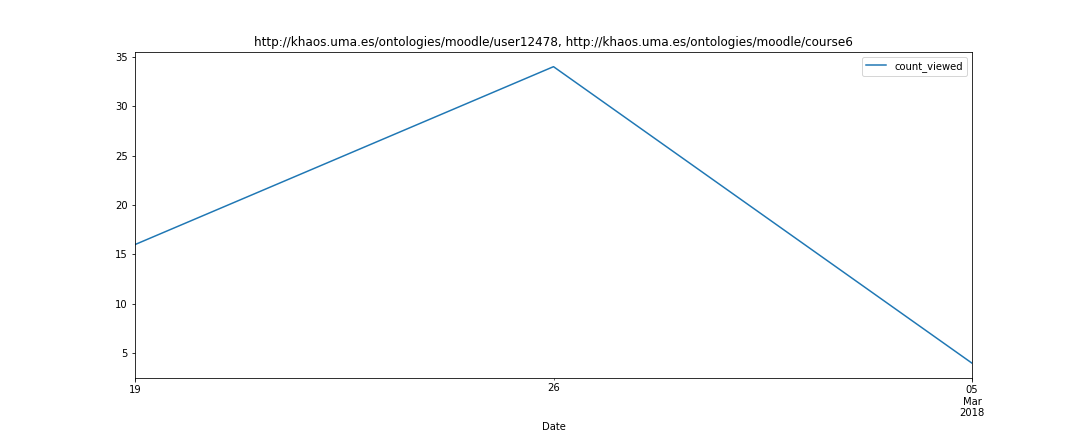 http://khaos.uma.es/ontologies/moodle/user12478, http://khaos.uma.es/ontologies/moodle/course6
count_viewed
35
30
25
20
15
10
5
19
26
05
Mar
2018
Date